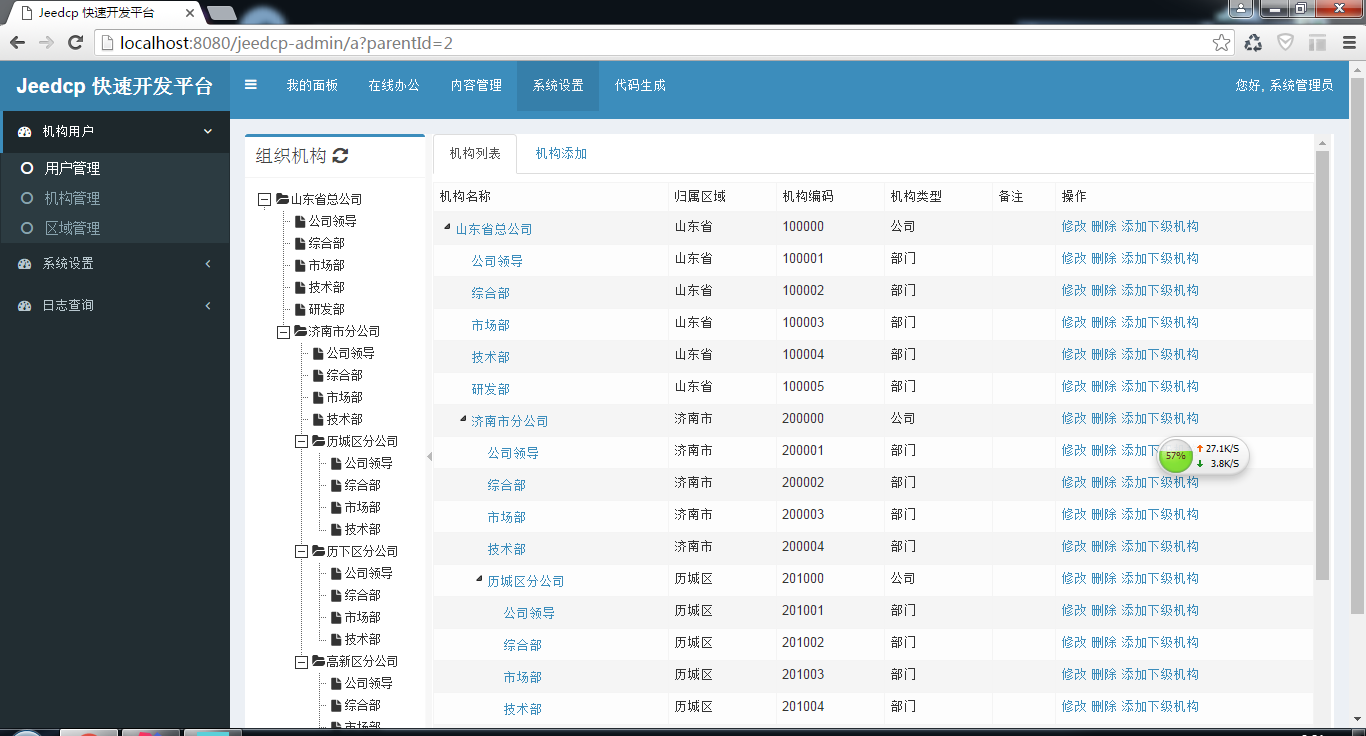 Jeedcp 快速开发平台
localhost:8080/jeedcp-admin/a?parentId=2
Jeedcp 快速开发平台
我的面板 在线办公 内容管理 系统设置 代码生成 您好, 系统管理员
机构用户
用户管理
机构管理
区域管理
系统设置
日志查询
组织机构
山东省总公司
公司领导
综合部
市场部
技术部
研发部
济南市分公司
公司领导
综合部
市场部
技术部
历城区分公司
公司领导
综合部
市场部
技术部
历下区分公司
公司领导
综合部
市场部
技术部
高新区分公司
公司领导
综合部
市场部
机构列表 机构添加
机构名称 归属区域 机构编码 机构类型 备注 操作
山东省总公司 山东省 100000 公司 修改 删除 添加下级机构
公司领导 山东省 100001 部门 修改 删除 添加下级机构
综合部 山东省 100002 部门 修改 删除 添加下级机构
市场部 山东省 100003 部门 修改 删除 添加下级机构
技术部 山东省 100004 部门 修改 删除 添加下级机构
研发部 山东省 100005 部门 修改 删除 添加下级机构
济南市分公司 济南市 200000 公司 修改 删除 添加下级机构
公司领导 济南市 200001 部门 修改 删除 添加下
综合部 济南市 200002 部门 修改 删除 添加下级机构
市场部 济南市 200003 部门 修改 删除 添加下级机构
技术部 济南市 200004 部门 修改 删除 添加下级机构
历城区分公司 历城区 201000 公司 修改 删除 添加下级机构
公司领导 历城区 201001 部门 修改 删除 添加下级机构
综合部 历城区 201002 部门 修改 删除 添加下级机构
市场部 历城区 201003 部门 修改 删除 添加下级机构
技术部 历城区 201004 部门 修改 删除 添加下级机构
57% 27.1K/S
3.8K/S